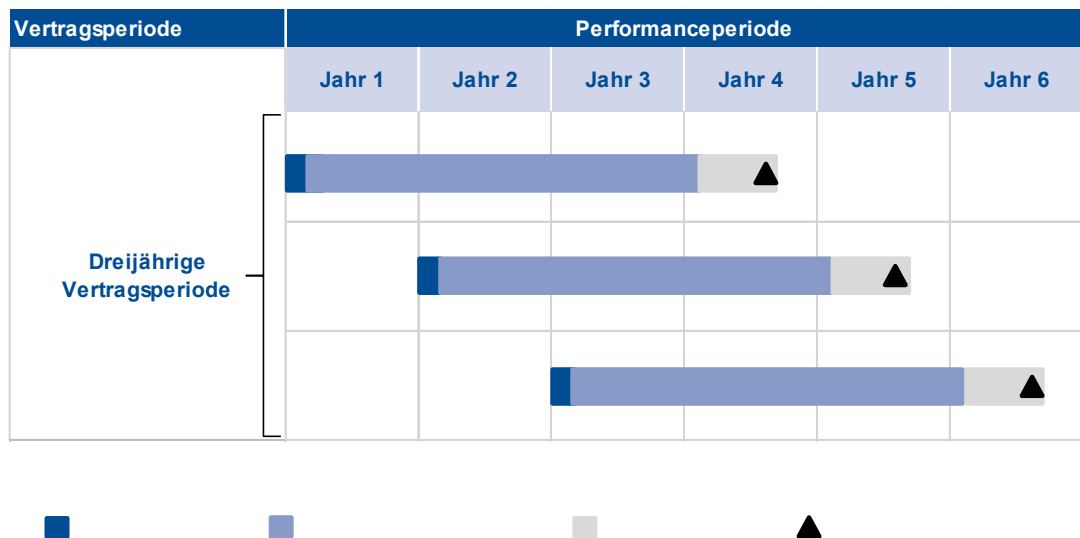 Vertragsperiode
Performanceperiode
Jahr 1
Jahr 2
Jahr 3
Jahr 4
Jahr 5
Jahr 6
Dreijährige
Vertragsperiode